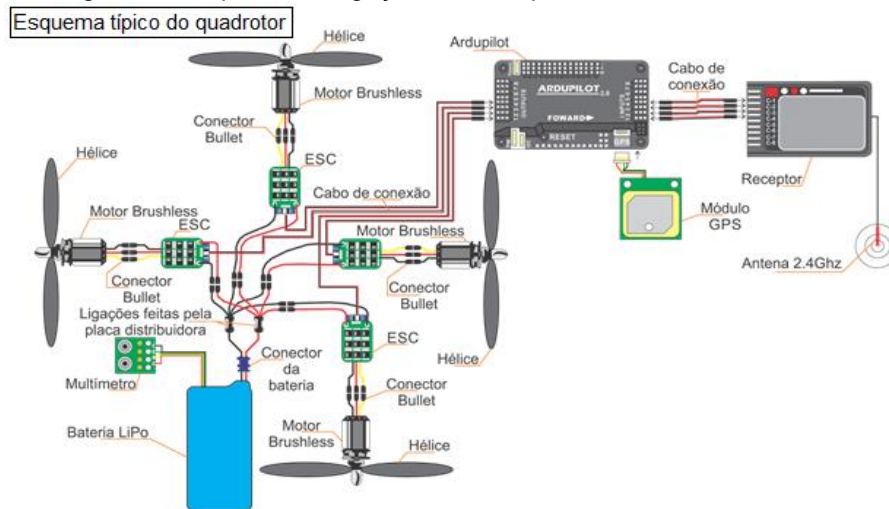 Esquema típico do quadrotor
Hélice
Motor Brushless
Conector
Bullet
ESC
Hélice
Motor Brushless
ESC
Conector
Bullet
Cabo de conexão
Motor Brushless
Conector
Bullet
Hélice
Ligações feitas pela
placa distribuidora
ESC
Conector
da
bateria
Multímetro
Bateria LiPo
Conector
Bullet
Motor
Brushless
Hélice
Ardupilot
ARDUPILOT
OUTPUTS
INPUTS
FOWARD
RESET
GPS
Cabo de
conexão
Receptor
Módulo
GPS
Antena 2.4Ghz